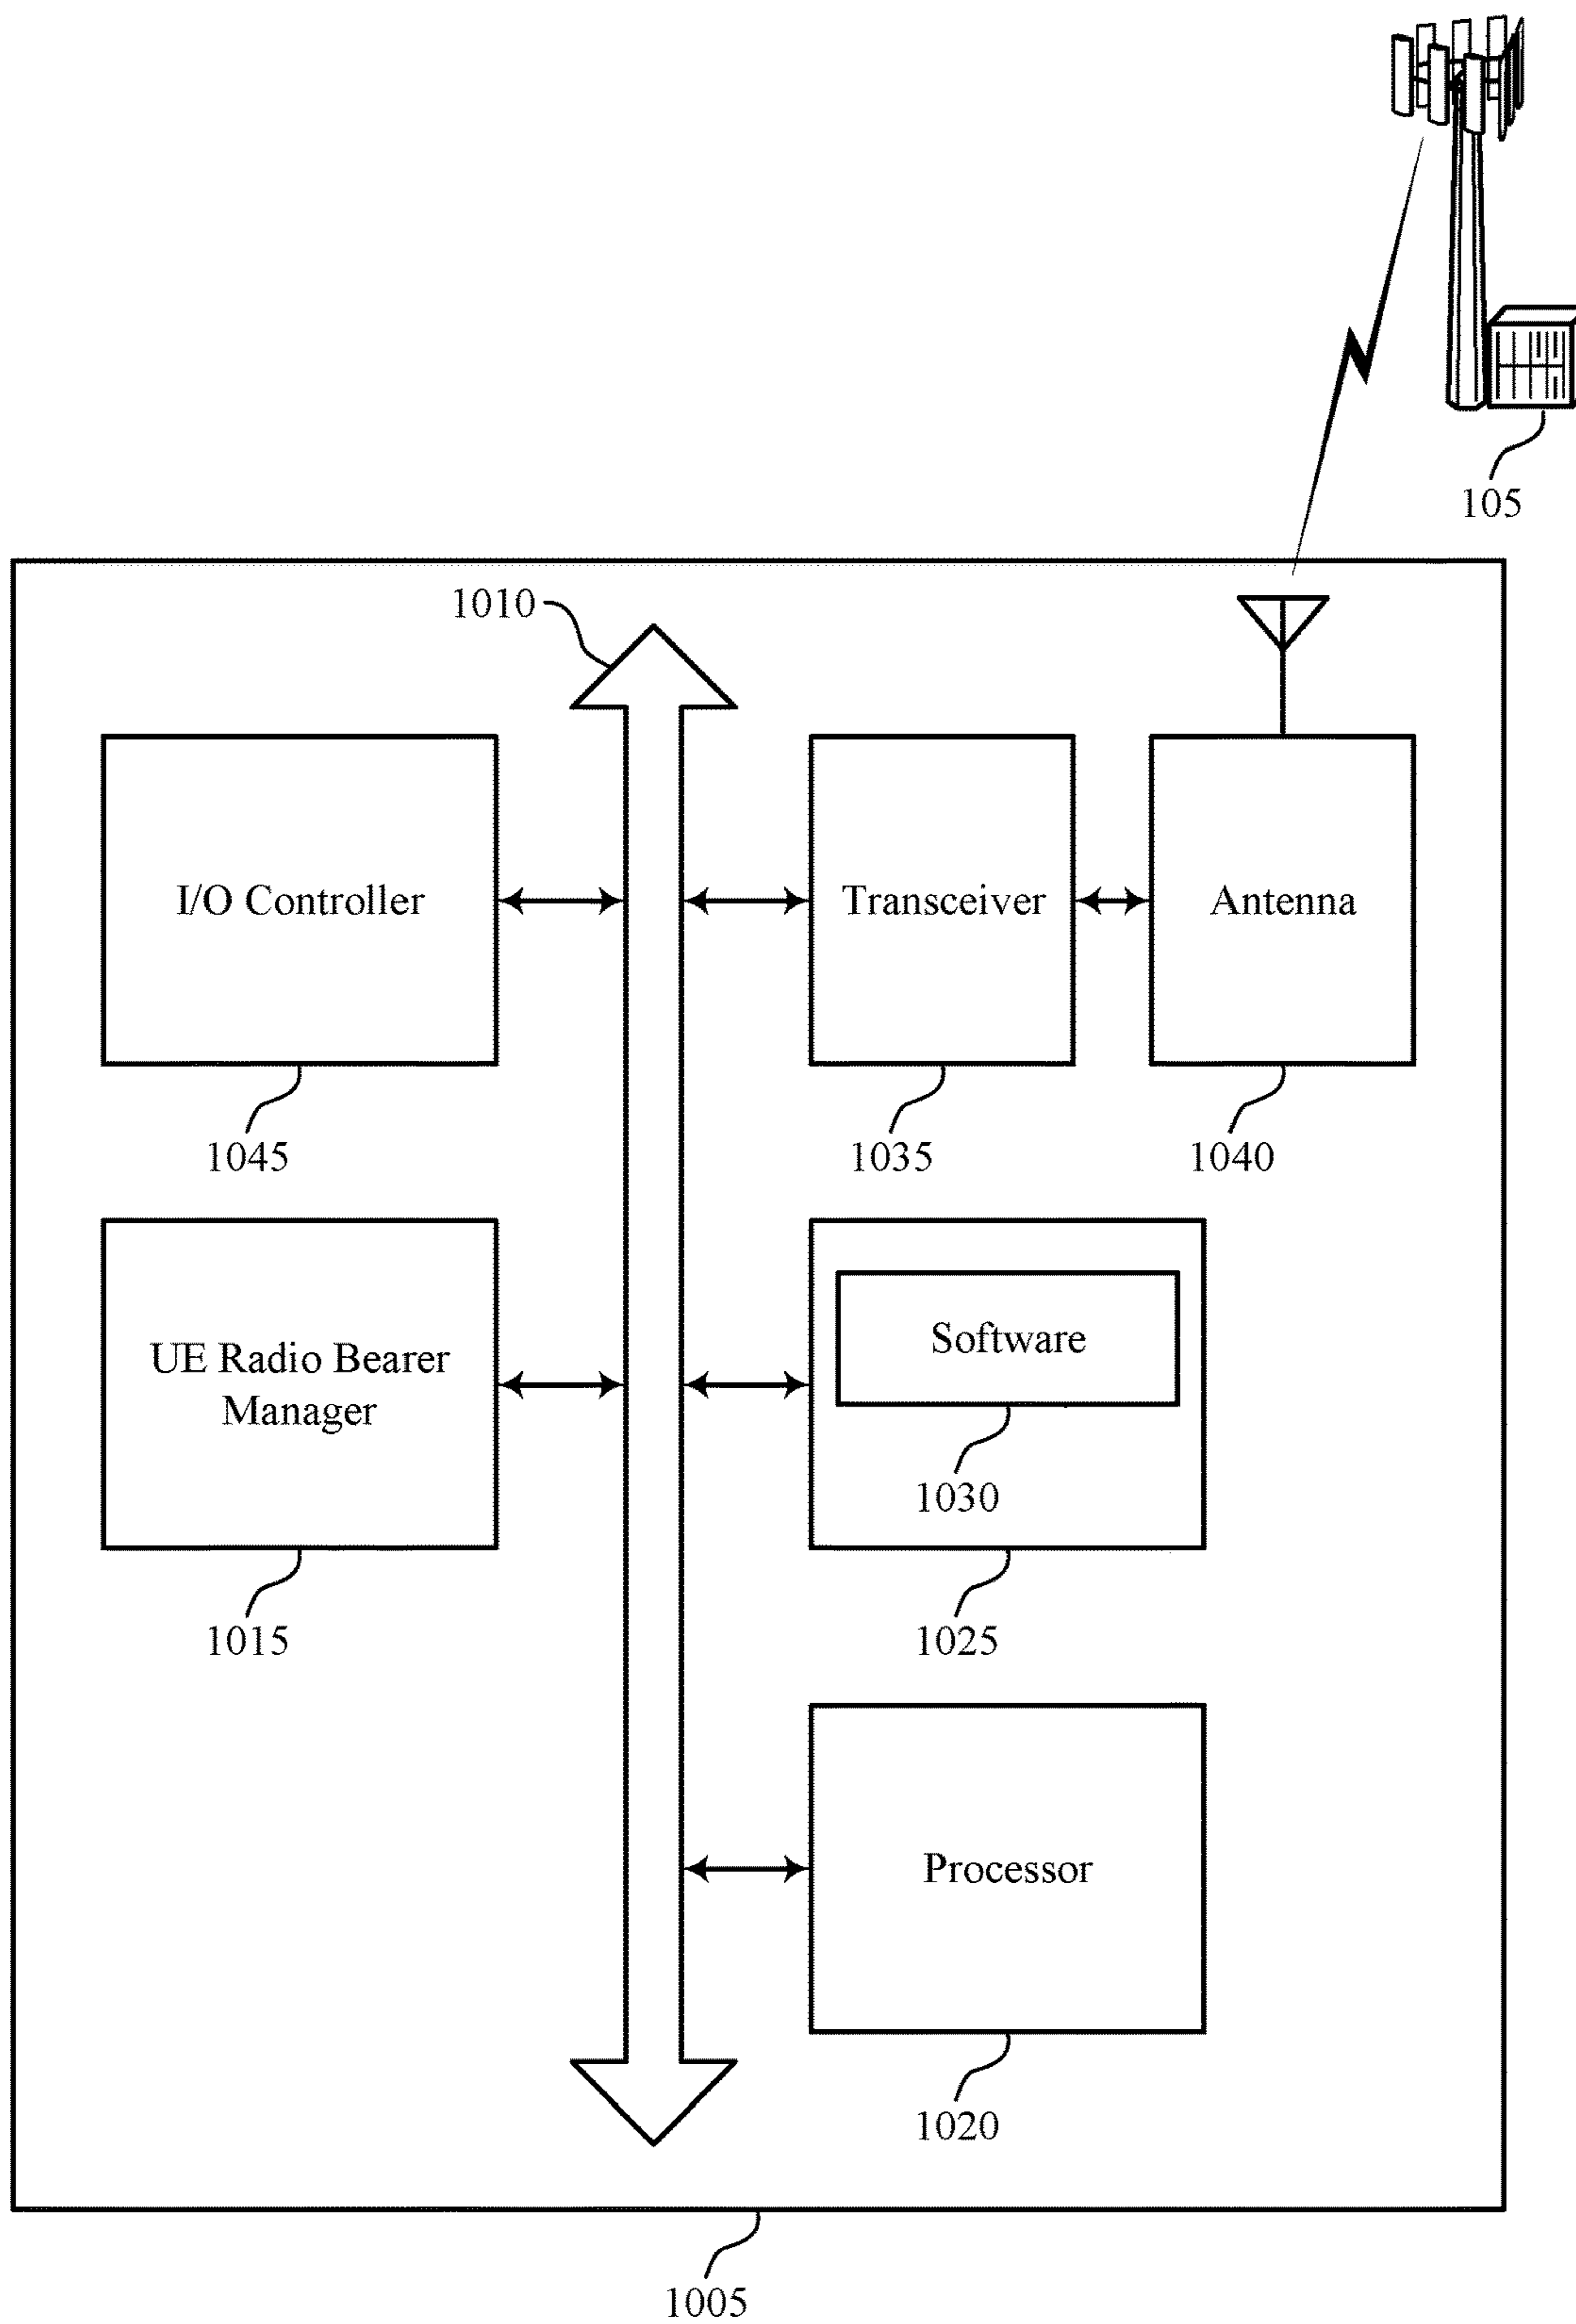 105
1010
I/O Controller
Transceiver
Antenna
1045
1035
1040
UE Radio Bearer
Manager
Software
1030
1015
1025
Processor
1020
1005